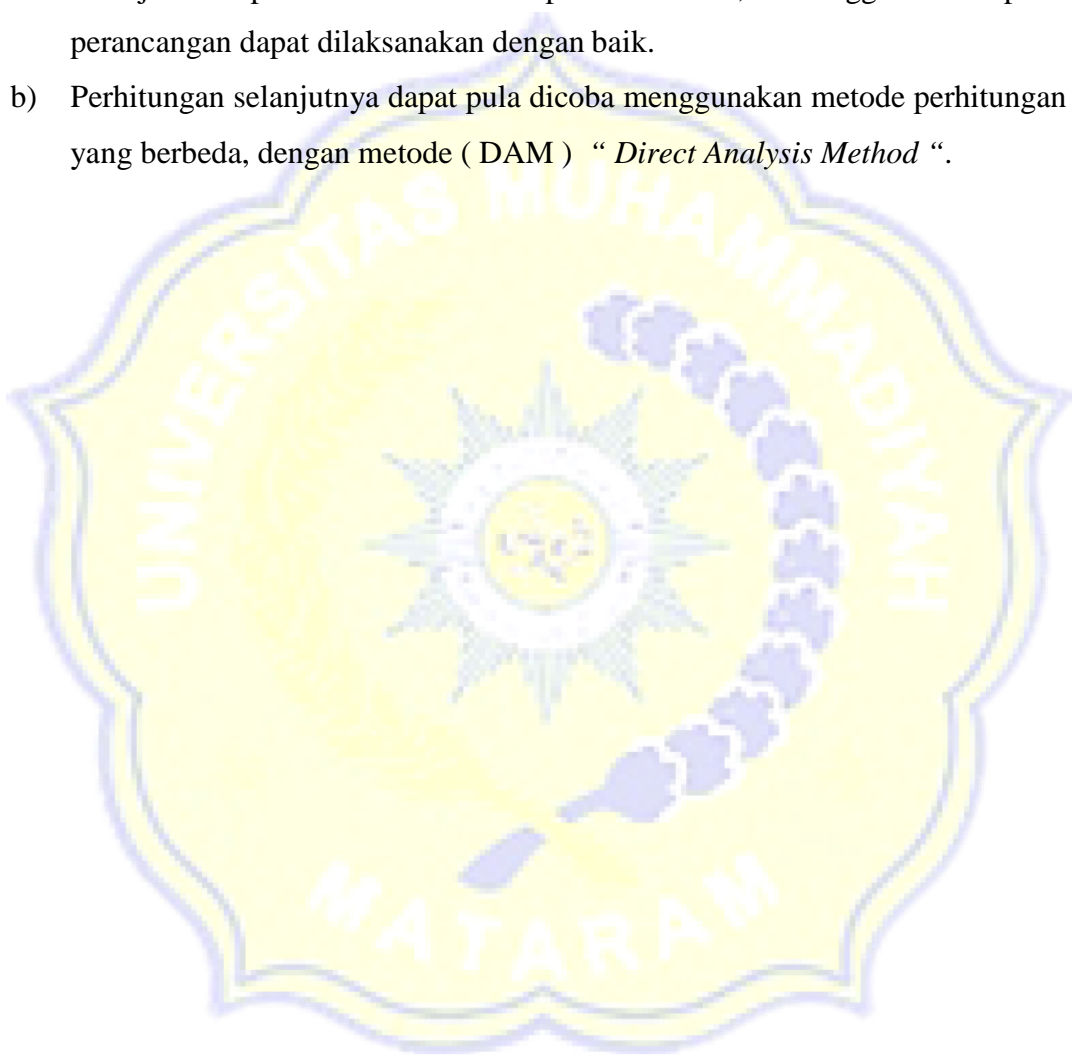 perancangan dapat dilaksanakan dengan baik.
b) Perhitungan selanjutnya dapat pula dicoba menggunakan metode perhitungan
yang berbeda, dengan metode ( DAM ) “ Direct Analysis Method “.
UNIVERSITAS MUHAMMADIYAH
MATARAM